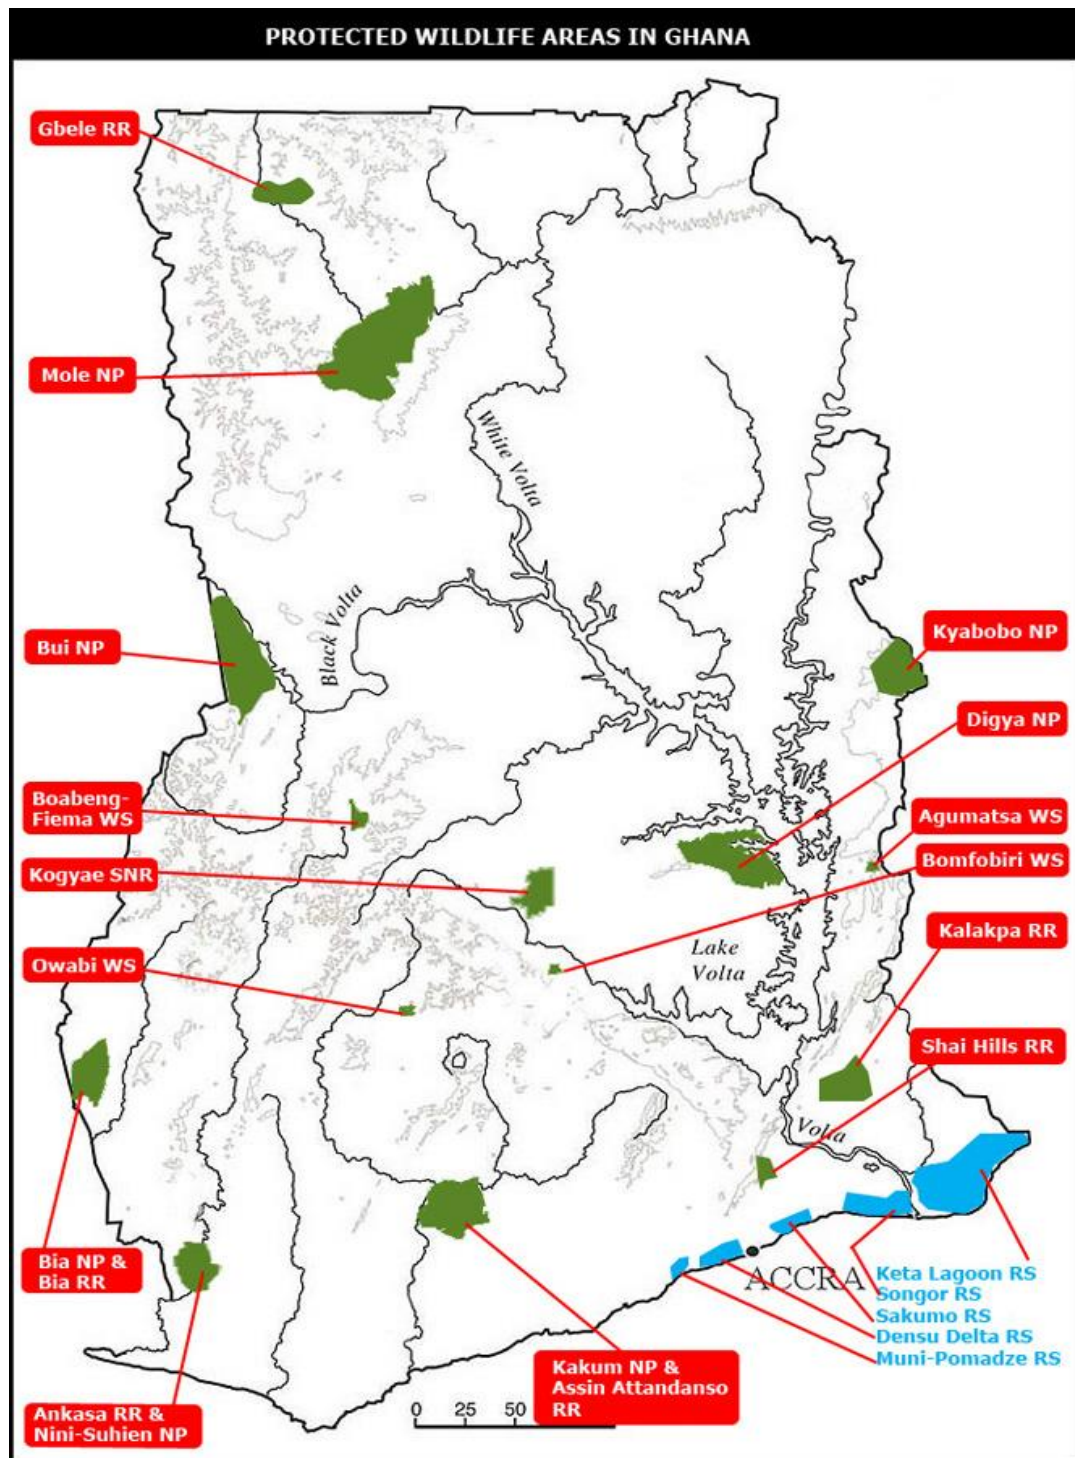 PROTECTED WILDLIFE AREAS IN GHANA
Gbele RR
Mole NP
White Volta
Black Volta
Bui NP
Kyabobo NP
Digya NP
Boabeng-
Fiema WS
Agumatsa WS
Bomfobiri WS
Kogyae SNR
Kalakpa RR
Lake
Volta
Owabi WS
Shai Hills RR
Volta
Bia NP &
Bia RR
ACCRA
Keta Lagoon RS
Songor RS
Sakumo RS
Densu Delta RS
Muni-Pomadze RS
Kakum NP &
Assin Attandanso
RR
Ankasa RR &
Nini-Suhien NP
0 25 50